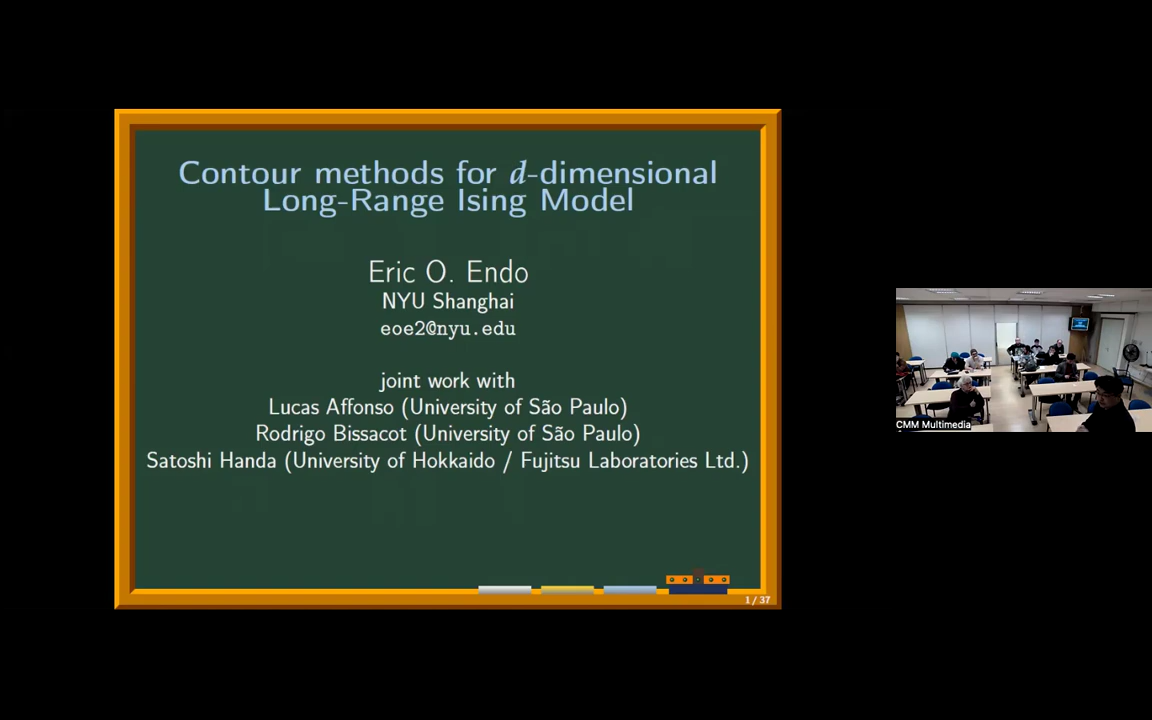 Contour methods for d-dimensional
Long-Range Ising Model
Eric O. Endo
NYU Shanghai
eoe2@nyu.edu
joint work with
Lucas Affonso (University of São Paulo)
Rodrigo Bissacot (University of São Paulo)
Satoshi Handa (University of Hokkaido / Fujitsu Laboratories Ltd.)
1 / 37
CMM Multimedia